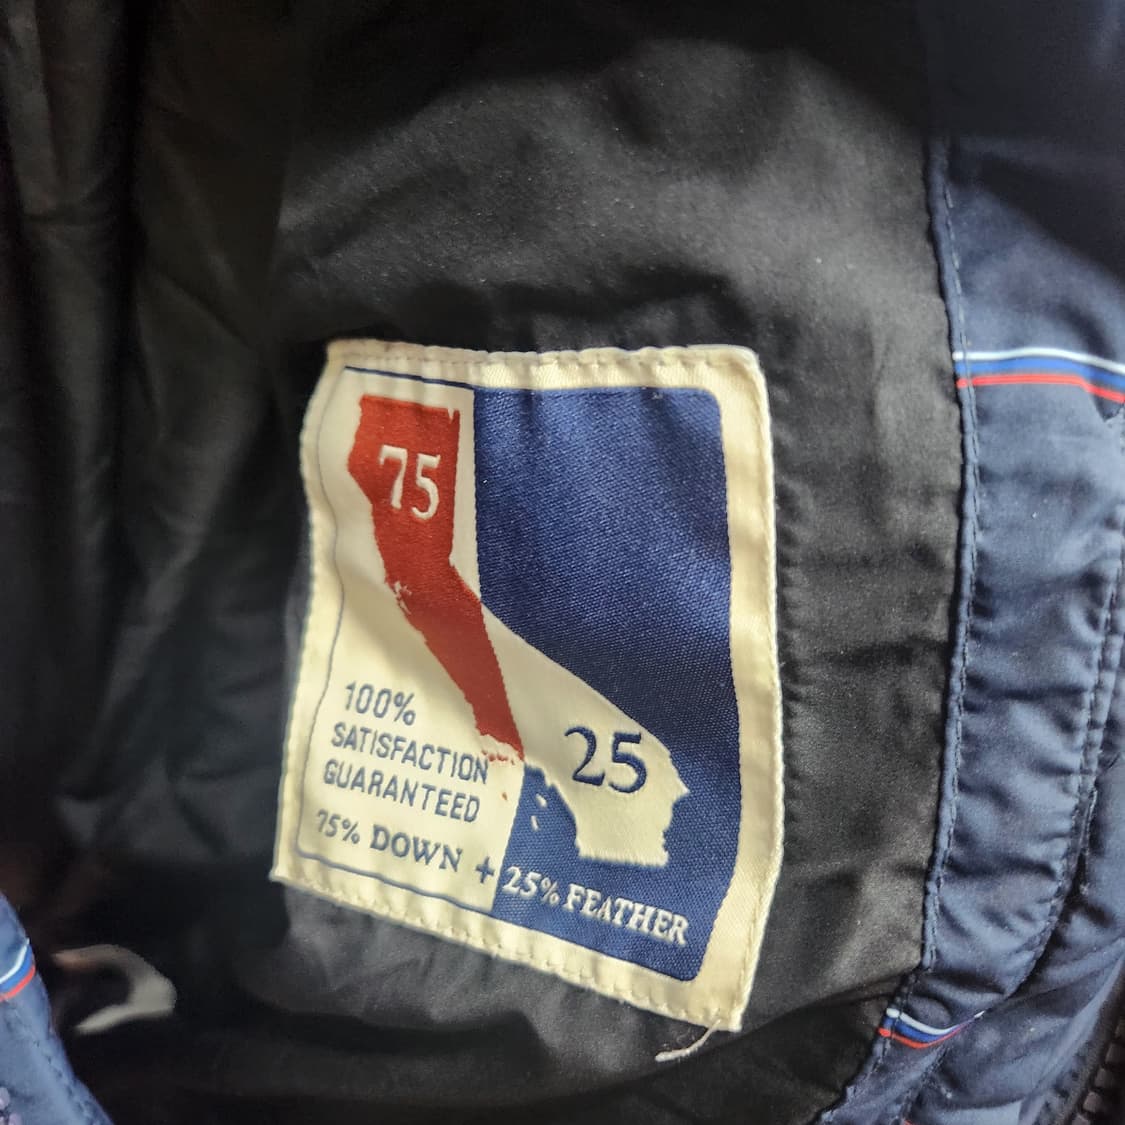 75
25
100%
SATISFACTION
GUARANTEED
75% DOWN + 25% FEATHER